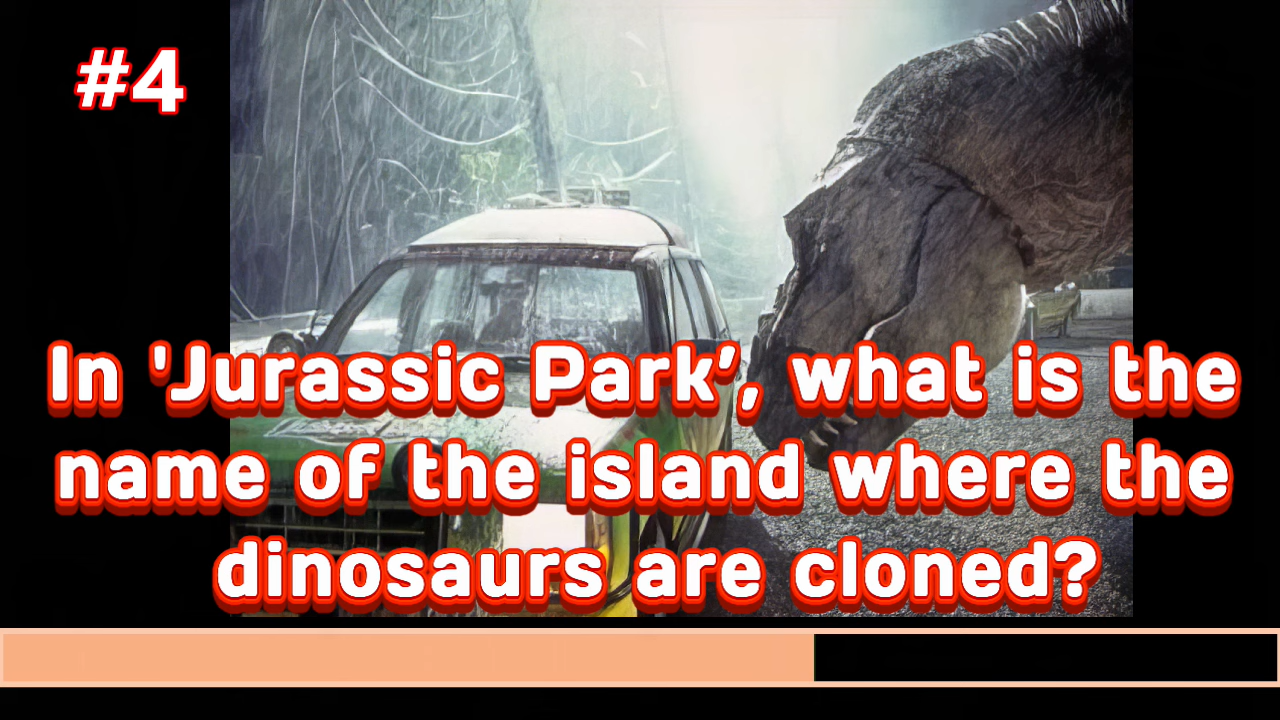 #4
In 'Jurassic Park’, what is the
name of the island where the
dinosaurs are cloned?